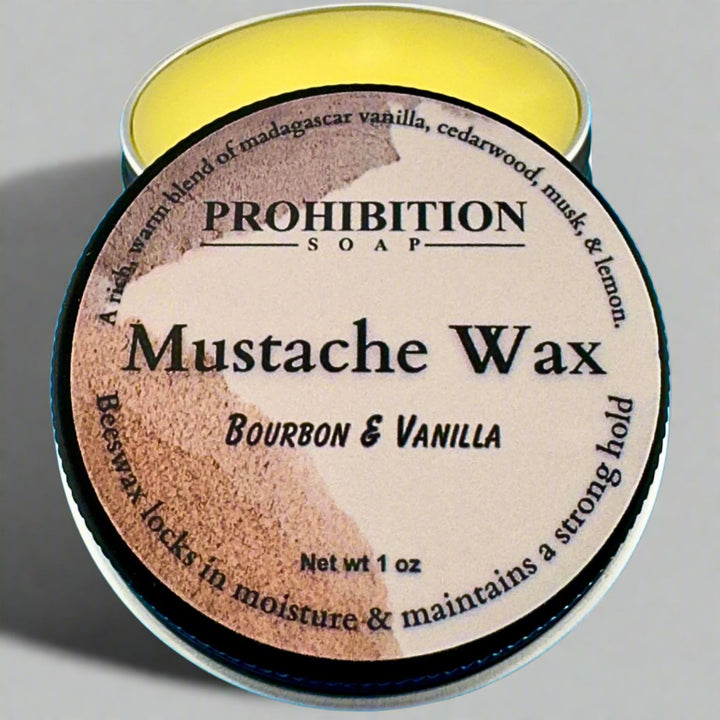 A rich, warm blend of madagascar vanilla, cedarwood, musk, & lemon.
PROHIBITION
SOAP
Mustache Wax
BOURBON & VANILLA
Net wt 1 oz
Beeswax locks in moisture & maintains a strong hold